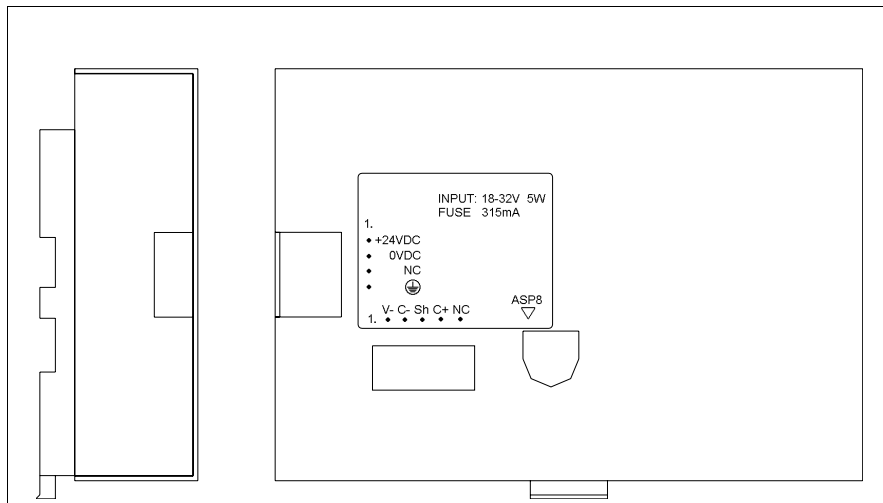 INPUT: 18-32V 5W
FUSE 315mA
1.
+24VDC
0VDC
NC
ASP8
V- C- Sh C+ NC
1.